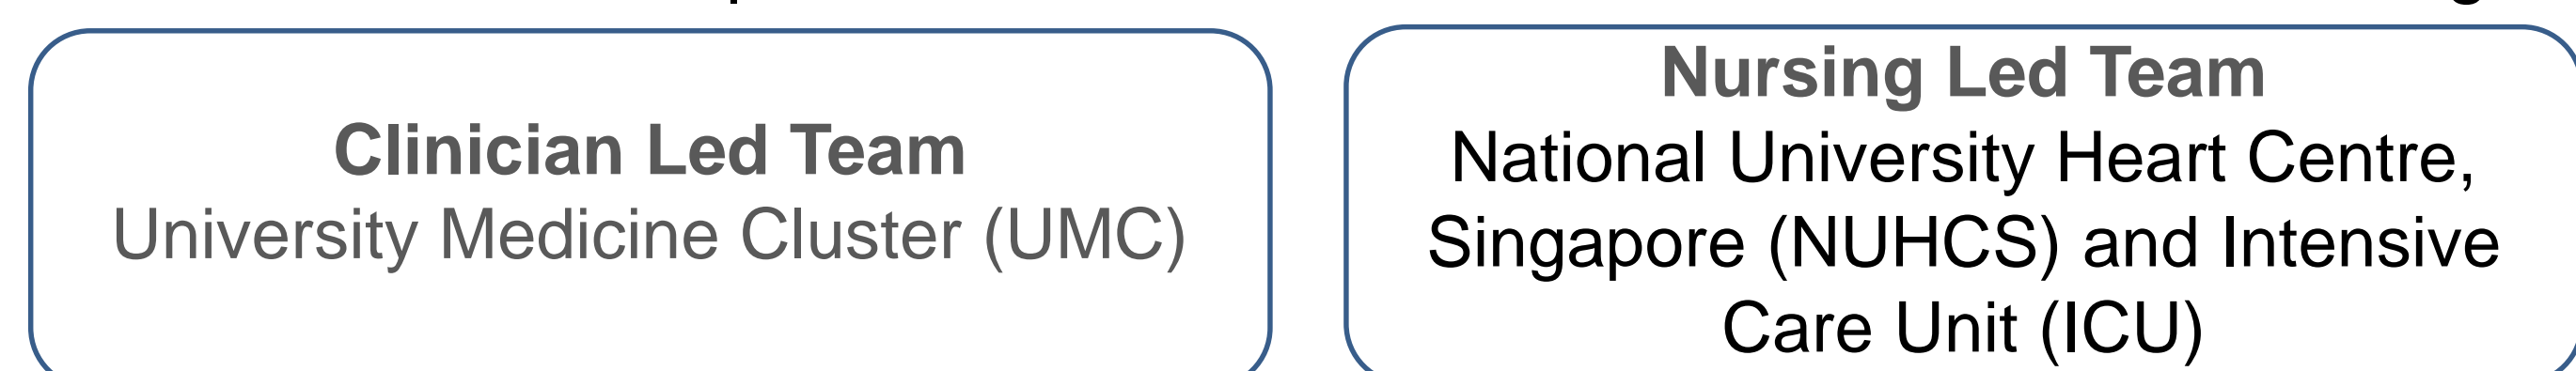 Clinician Led Team
University Medicine Cluster (UMC)
Nursing Led Team
National University Heart Centre,
Singapore (NUHCS) and Intensive
Care Unit (ICU)